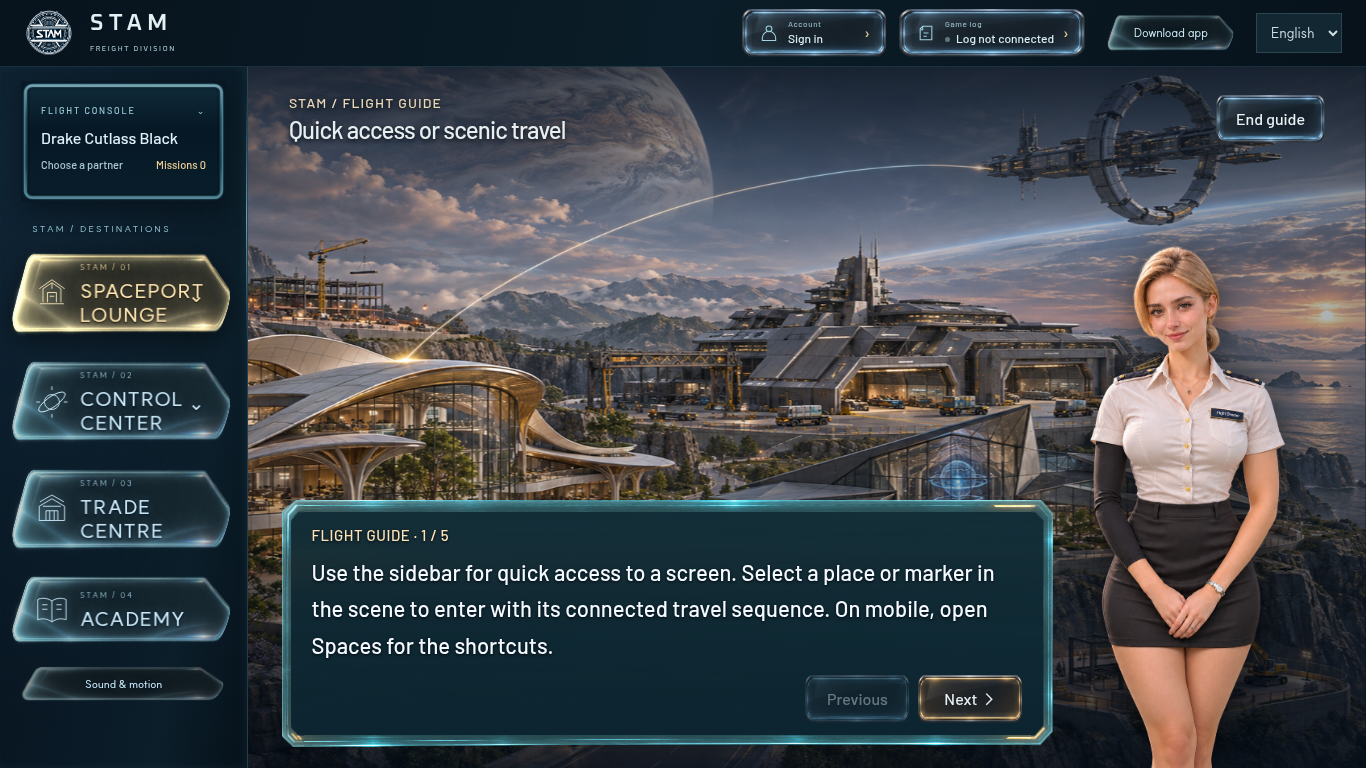 STAM
STAM
FREIGHT DIVISION
Account
Sign in
Game log
Log not connected
Download app
English
FLIGHT CONSOLE
Drake Cutlass Black
Choose a partner
Missions 0
STAM / DESTINATIONS
STAM / 01
SPACEPORT
LOUNGE
STAM / 02
CONTROL
CENTER
STAM / 03
TRADE
CENTRE
STAM / 04
ACADEMY
Sound & motion
STAM / FLIGHT GUIDE
Quick access or scenic travel
End guide
FLIGHT GUIDE · 1 / 5
Use the sidebar for quick access to a screen. Select a place or marker in
the scene to enter with its connected travel sequence. On mobile, open
Spaces for the shortcuts.
Previous
Next